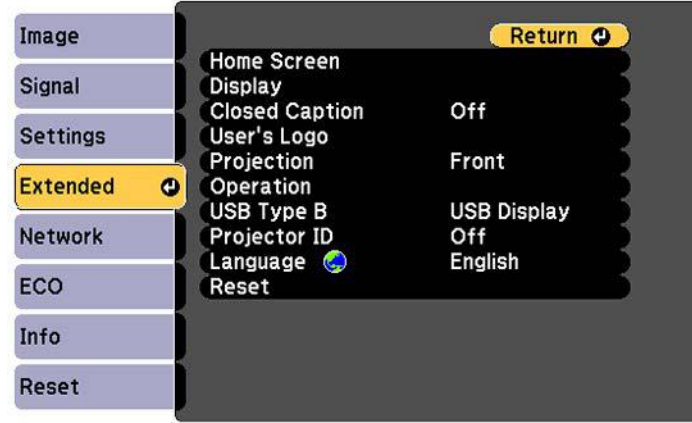 Image
Signal
Settings
Extended
Network
ECO
Info
Reset
Return
Home Screen
Display
Closed Caption Off
User's Logo
Projection Front
Operation
USB Type B USB Display
Projector ID Off
Language English
Reset